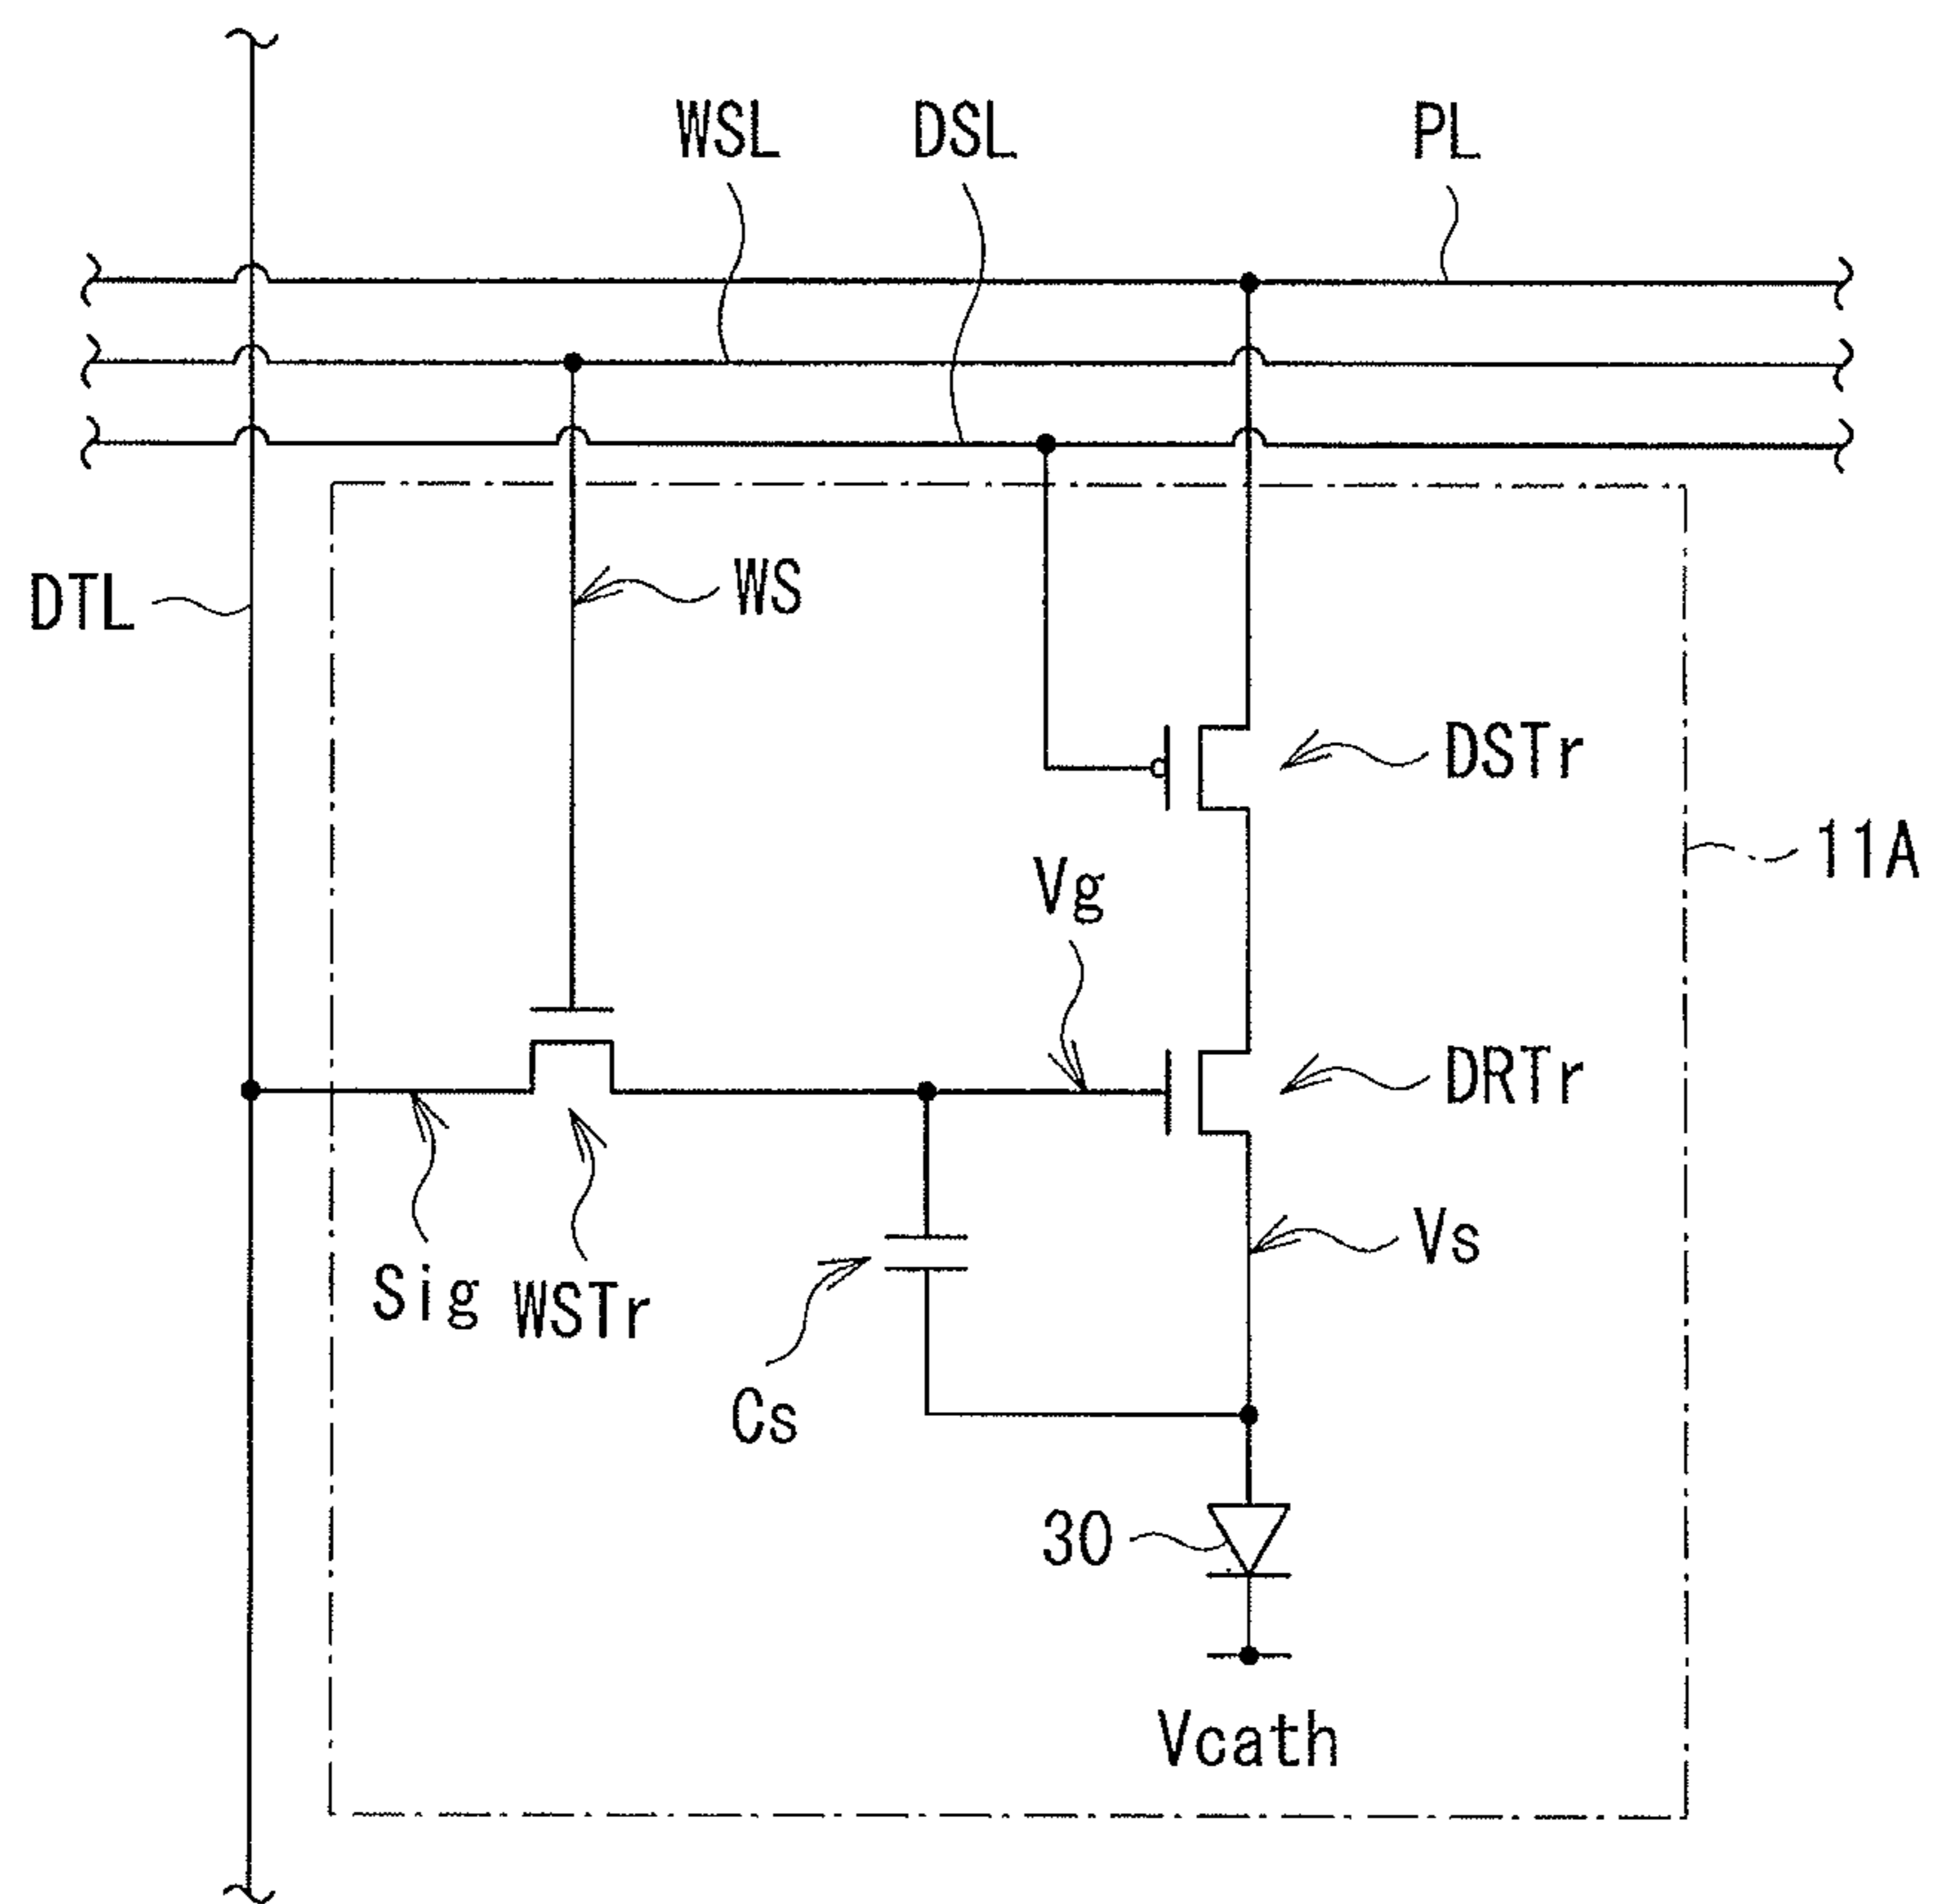 WSL
DSL
PL
DTL
WS
DSTr
11A
Vg
DRTr
Vs
Sig
WSTr
Cs
30
Vcath